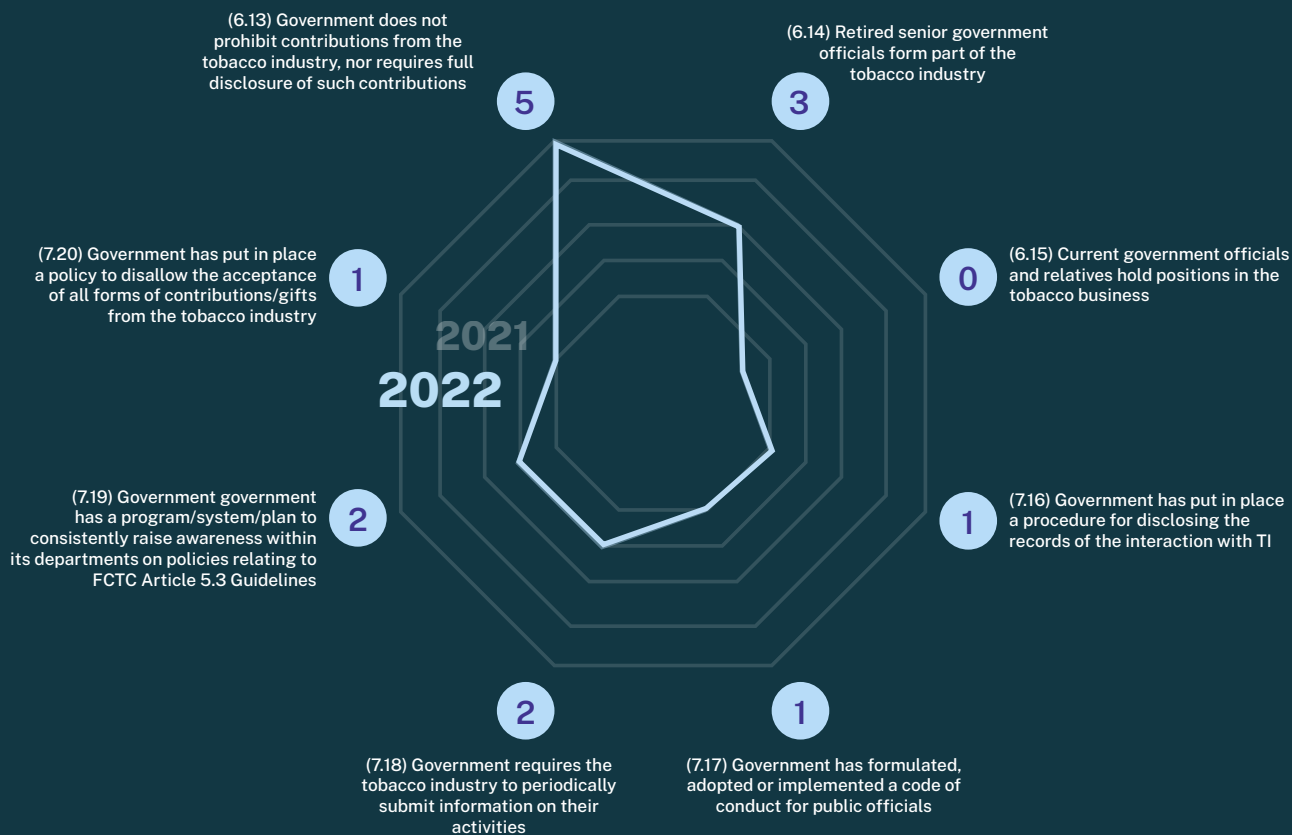 (6.13) Government does not
prohibit contributions from the
tobacco industry, nor requires full
disclosure of such contributions
5
(6.14) Retired senior government
officials form part of the
tobacco industry
3
(7.20) Government has put in place
a policy to disallow the acceptance
of all forms of contributions/gifts
from the tobacco industry
1
0
(6.15) Current government officials
and relatives hold positions in the
tobacco business
2021
2022
(7.19) Government government
has a program/system/plan to
consistently raise awareness within
its departments on policies relating to
FCTC Article 5.3 Guidelines
2
1
(7.16) Government has put in place
a procedure for disclosing the
records of the interaction with TI
2
(7.18) Government requires the
tobacco industry to periodically
submit information on their
activities
1
(7.17) Government has formulated,
adopted or implemented a code of
conduct for public officials